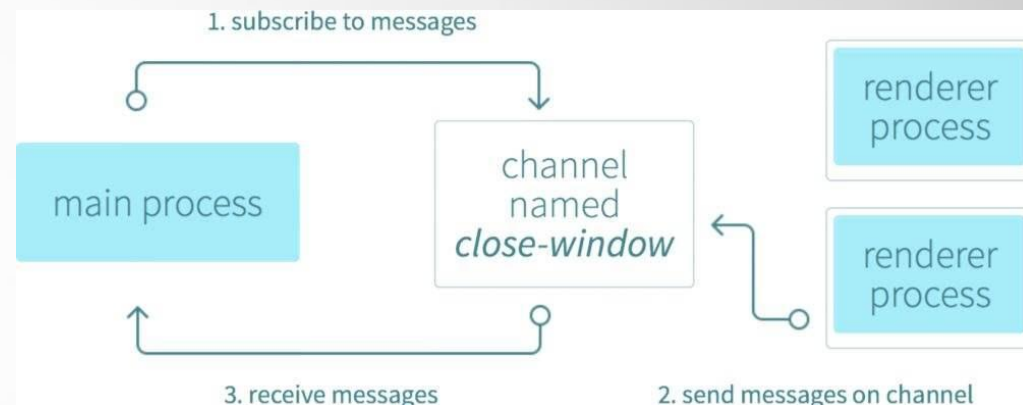 1. subscribe to messages
main process
channel
named
close-window
renderer
process
renderer
process
3. receive messages
2. send messages on channel